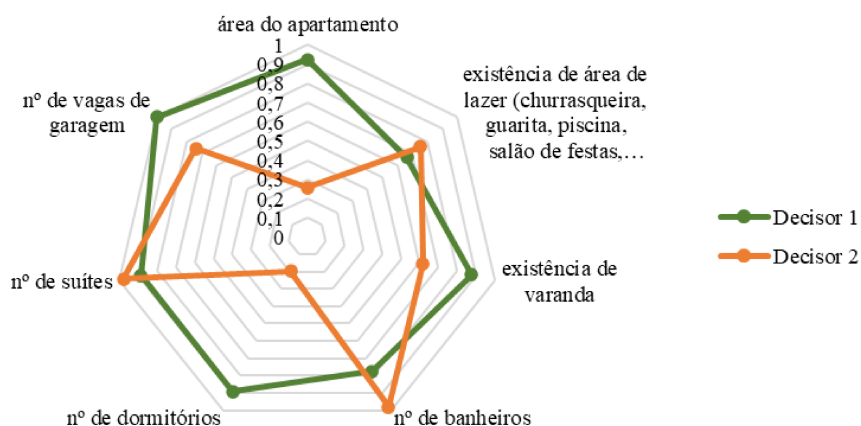 área do apartamento
1
0,9
0,8
0,7
0,6
0,5
0,4
0,3
0,2
0,1
0
existência de área de
lazer (churrasqueira,
guarita, piscina,
salão de festas,…
existência de
varanda
nº de banheiros
nº de dormitórios
nº de suítes
nº de vagas de
garagem
Decisor 1
Decisor 2